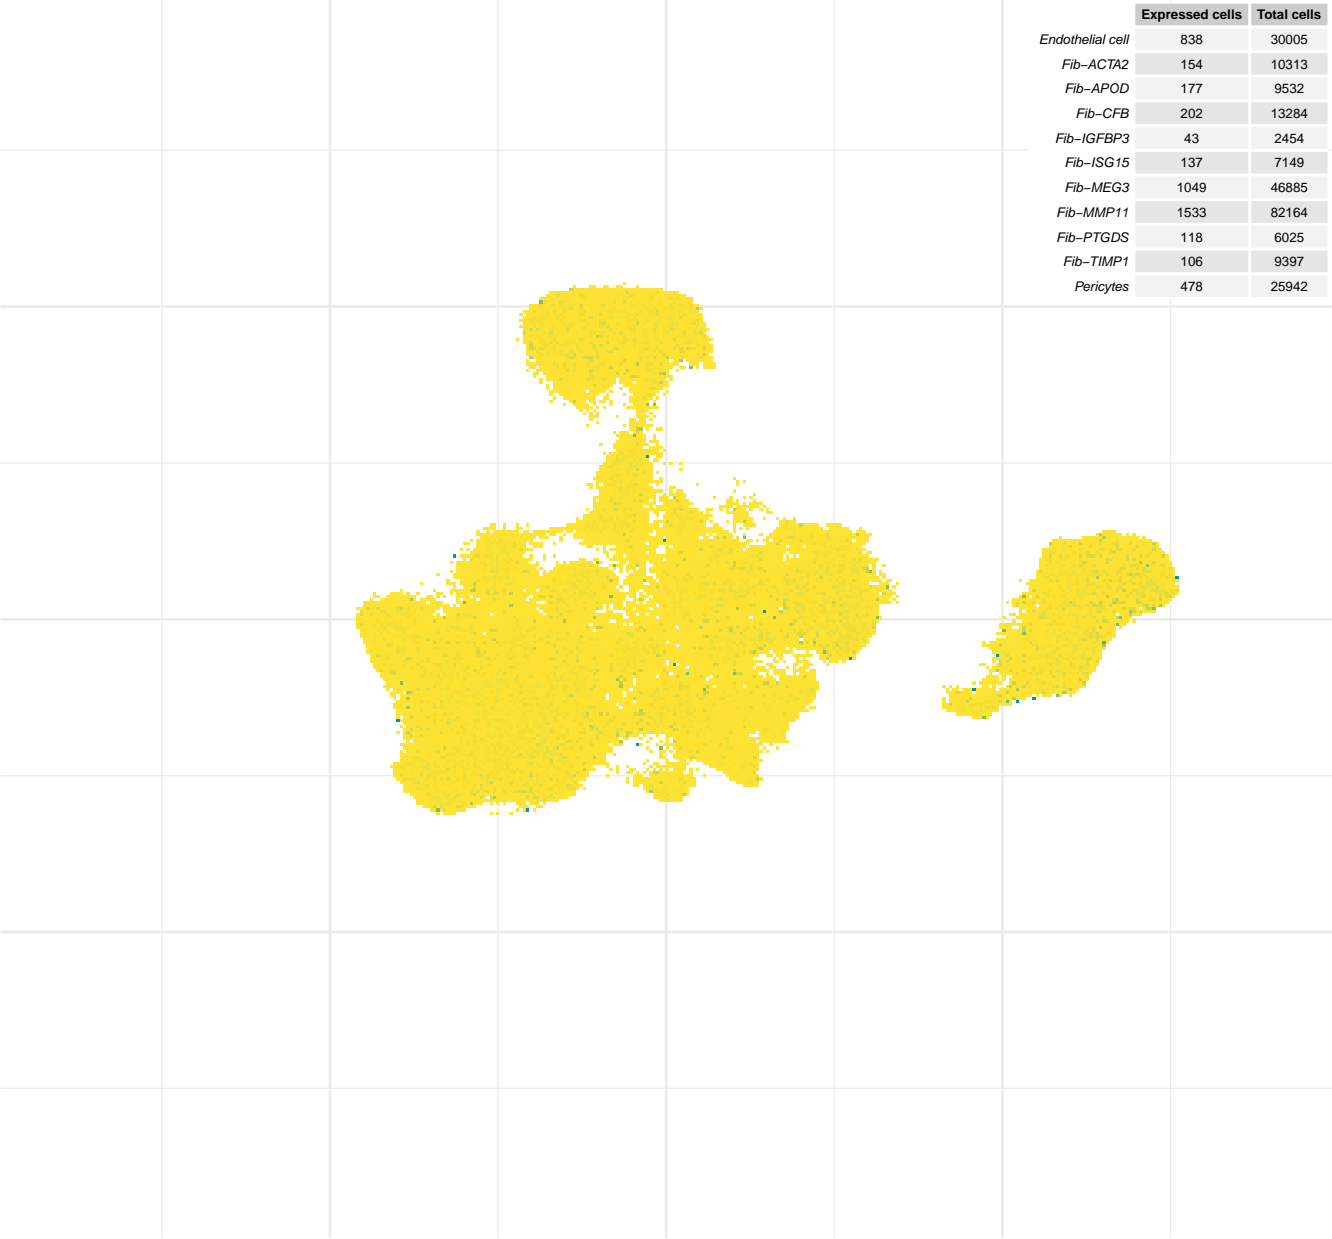 Expressed cells Total cells
Endothelial cell 838 30005
Fib−ACTA2 154 10313
Fib−APOD 177 9532
Fib−CFB 202 13284
Fib−IGFBP3 43 2454
Fib−ISG15 137 7149
Fib−MEG3 1049 46885
Fib−MMP11 1533 82164
Fib−PTGDS 118 6025
Fib−TIMP1 106 9397
Pericytes 478 25942